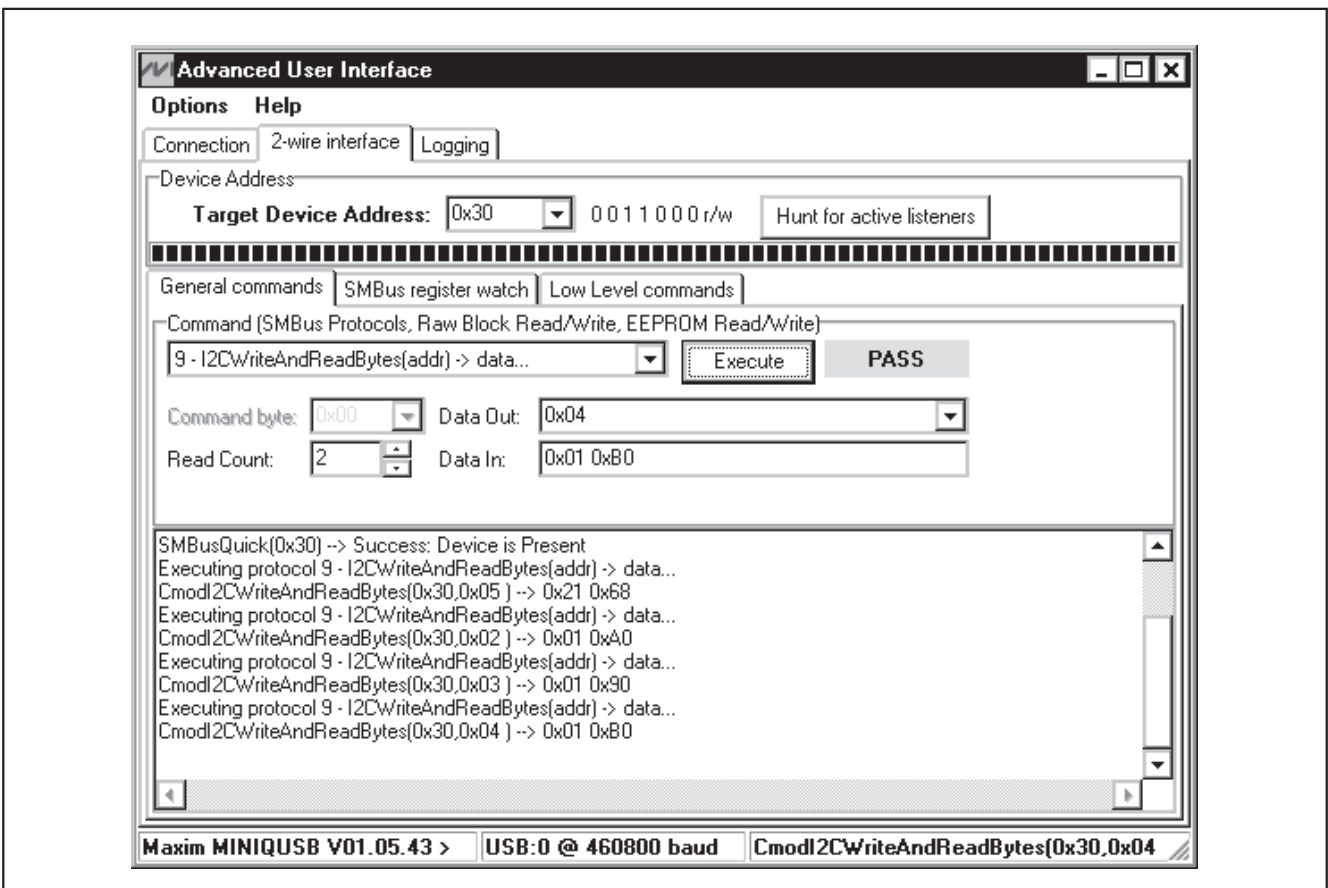 Advanced User Interface
Options Help
Connection 2-wire interface Logging
Device Address
Target Device Address: 0x30 0 0 1 1 0 0 0 r/w Hunt for active listeners
General commands SMBus register watch Low Level commands
Command (SMBus Protocols, Raw Block Read/Write, EEPROM Read/Write)
9 - I2CWriteAndReadBytes(addr) -> data... Execute PASS
Command byte: 0x00 Data Out: 0x04
Read Count: 2 Data In: 0x01 0xB0
SMBusQuick(0x30) --> Success: Device is Present
Executing protocol 9 - I2CWriteAndReadBytes(addr) -> data...
CmodI2CWriteAndReadBytes(0x30,0x05 ) --> 0x21 0x68
Executing protocol 9 - I2CWriteAndReadBytes(addr) -> data...
CmodI2CWriteAndReadBytes(0x30,0x02 ) --> 0x01 0xA0
Executing protocol 9 - I2CWriteAndReadBytes(addr) -> data...
CmodI2CWriteAndReadBytes(0x30,0x03 ) --> 0x01 0x90
Executing protocol 9 - I2CWriteAndReadBytes(addr) -> data...
CmodI2CWriteAndReadBytes(0x30,0x04 ) --> 0x01 0xB0
Maxim MINIQUSB V01.05.43 > USB:0 @ 460800 baud CmodI2CWriteAndReadBytes(0x30,0x04